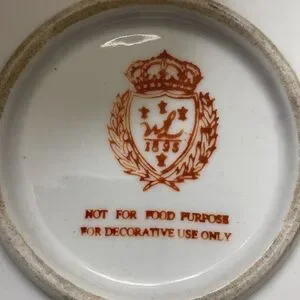 WL
1895
NOT FOR FOOD PURPOSE
FOR DECORATIVE USE ONLY